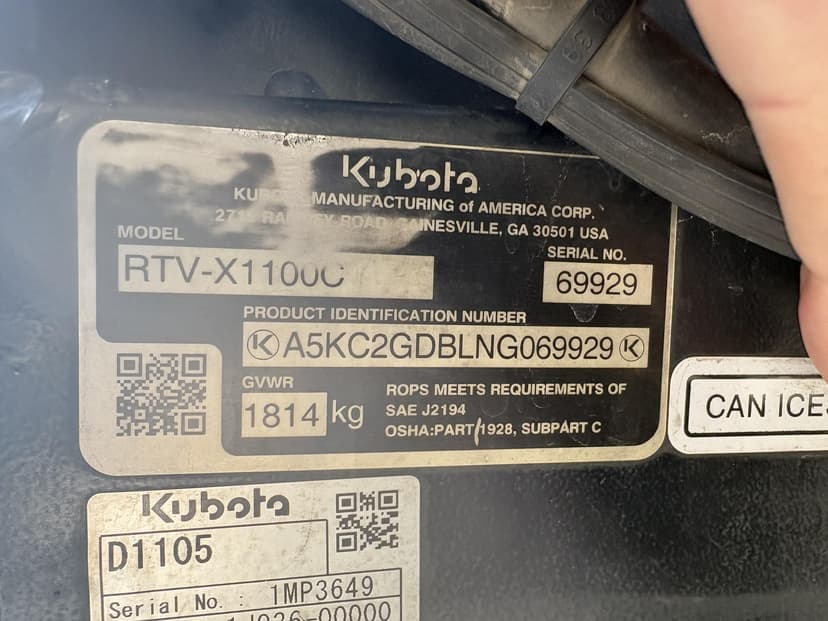 Kubota
KUBOTA MANUFACTURING of AMERICA CORP.
ROAD, GAINESVILLE, GA 30501 USA
MODEL
RTV-X1100C
SERIAL NO.
69929
PRODUCT IDENTIFICATION NUMBER
A5KC2GDBLNG069929
GVWR
1814 kg
ROPS MEETS REQUIREMENTS OF
SAE J2194
OSHA:PART 1928, SUBPART C
CAN ICE
Kubota
D1105
Serial No. : 1MP3649